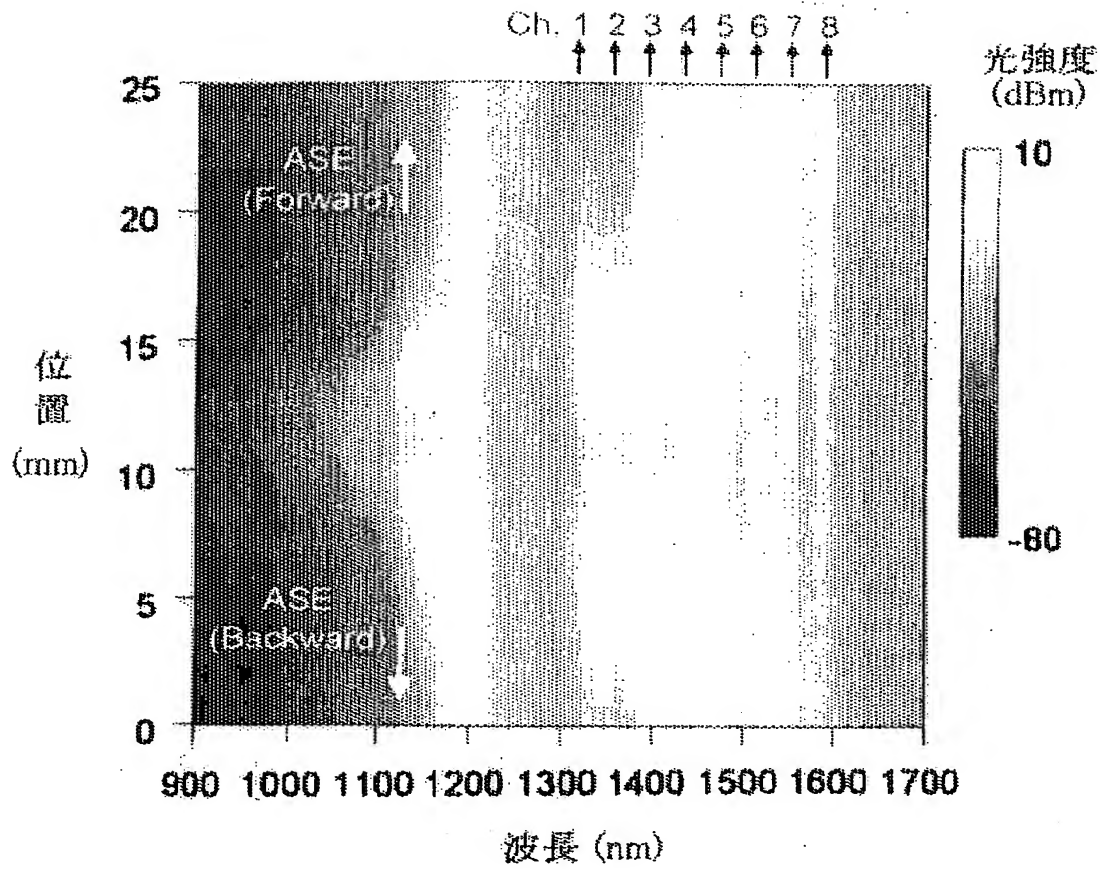 Ch. 1 2 3 4 5 6 7 8
光強度
(dBm)
10
-80
25
20
15
10
5
0
位
置
(mm)
ASE
(Forward)
ASE
(Backward)
900 1000 1100 1200 1300 1400 1500 1600 1700
波長 (nm)